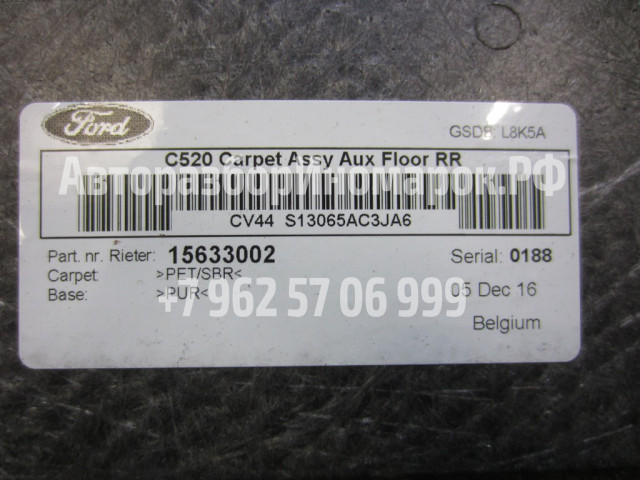 Ford
GSDB: L8K5A
C520 Carpet Assy Aux Floor RR
АвторазборИномарок.РФ
CV44 S13065AC3JA6
Part. nr. Rieter: 15633002 Serial: 0188
Carpet: >PET/SBR<
Base: >PUR< 05 Dec 16
+7 962 57 06 999
Belgium